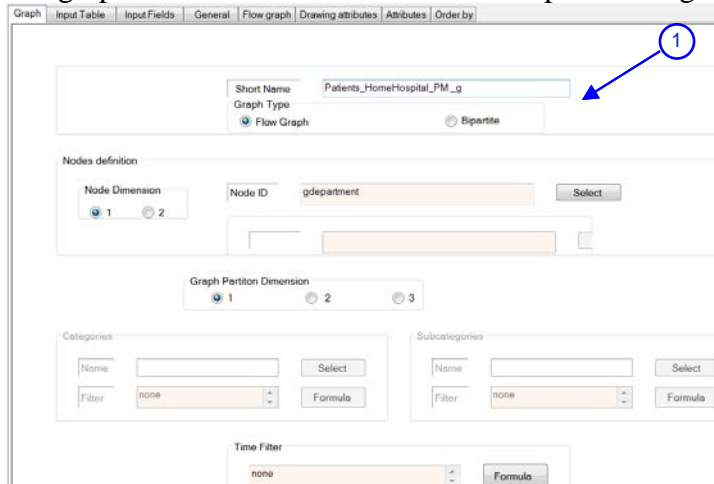 Graph Input Table Input Fields General Flow graph Drawing attributes Attributes Order by
1
Short Name Patients_HomeHospital_PM_g
Graph Type
Flow Graph Bipartite
Nodes definition
Node Dimension
1 2
Node ID gdepartment Select
Graph Partiton Dimension
1 2 3
Categories Subcategories
Name Select Name Select
Filter none Formula Filter none Formula
Time Filter
none Formula